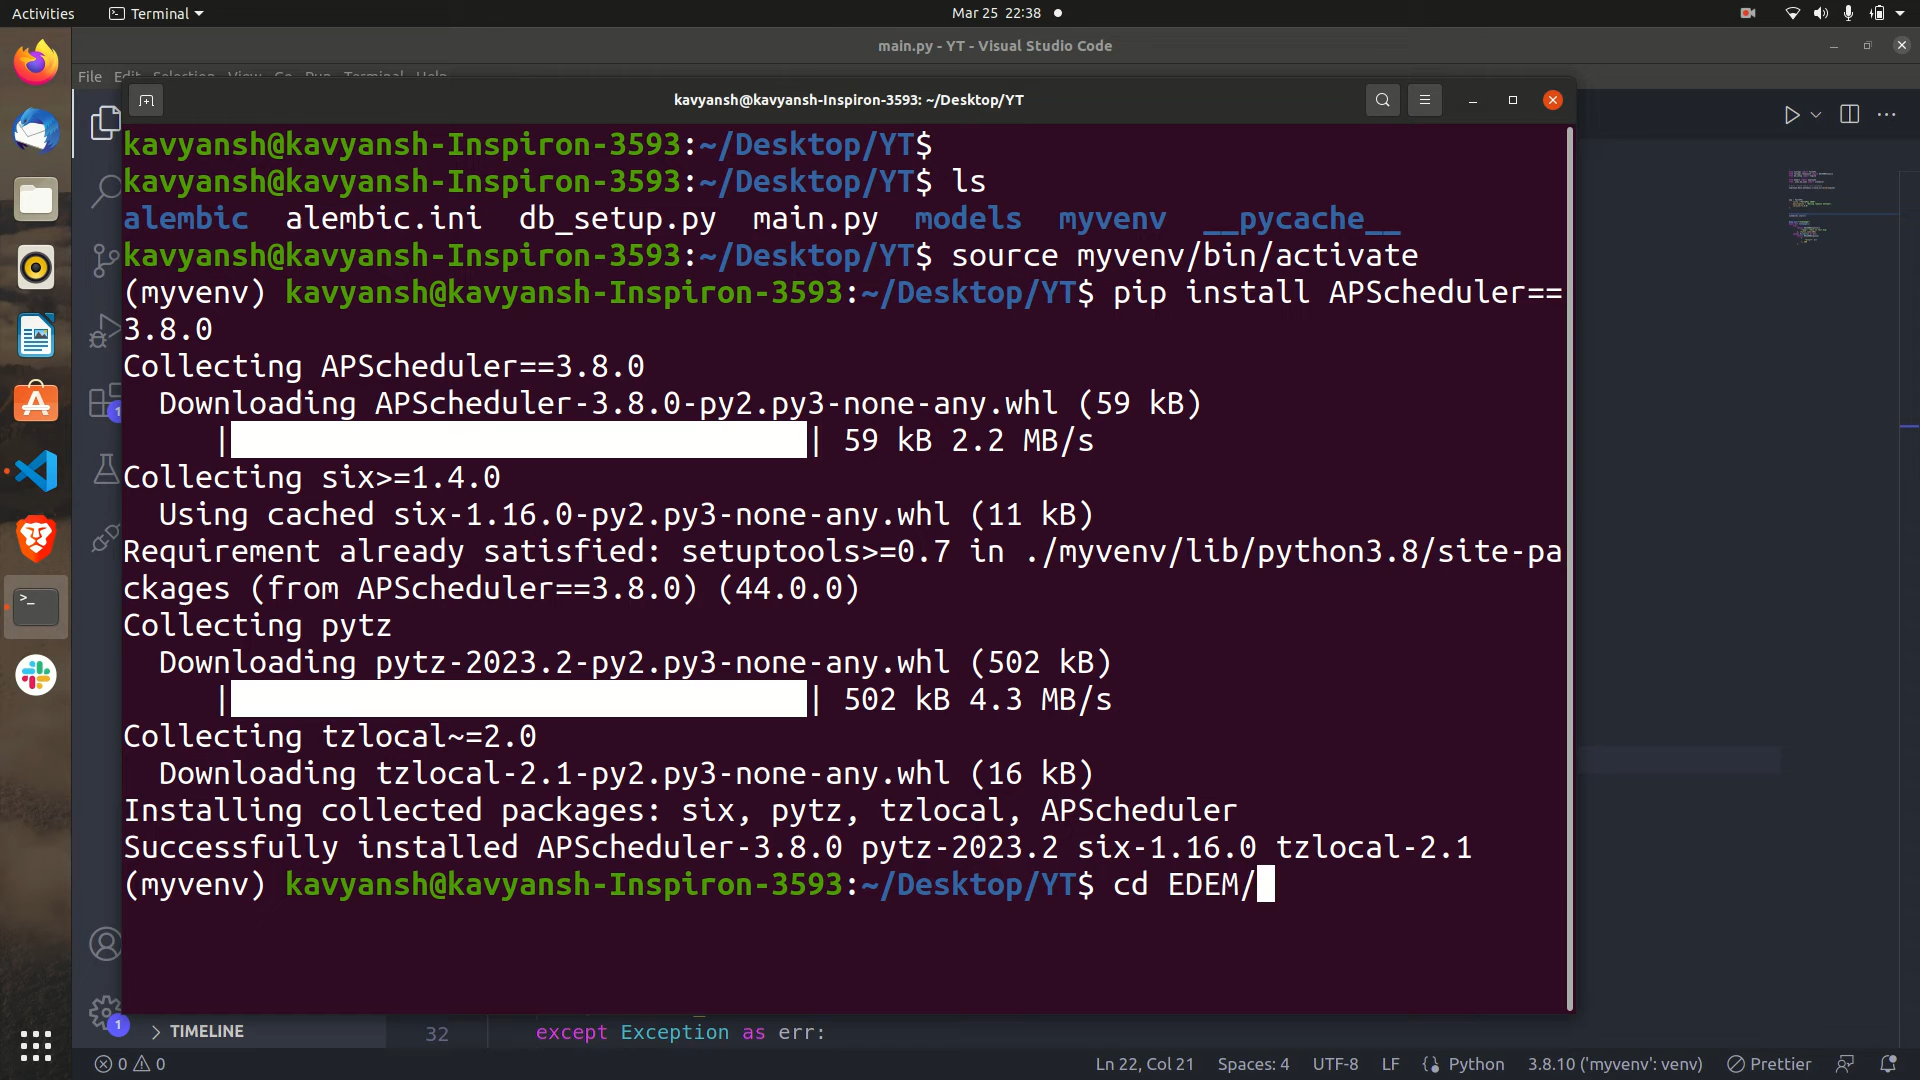 Activities Terminal Mar 25 22:38
main.py - YT - Visual Studio Code
File Edit Selection View Go Run Terminal Help
kavyansh@kavyansh-Inspiron-3593: ~/Desktop/YT
kavyansh@kavyansh-Inspiron-3593:~/Desktop/YT$
kavyansh@kavyansh-Inspiron-3593:~/Desktop/YT$ ls
alembic alembic.ini db_setup.py main.py models myvenv __pycache__
kavyansh@kavyansh-Inspiron-3593:~/Desktop/YT$ source myvenv/bin/activate
(myvenv) kavyansh@kavyansh-Inspiron-3593:~/Desktop/YT$ pip install APScheduler==
3.8.0
Collecting APScheduler==3.8.0
Downloading APScheduler-3.8.0-py2.py3-none-any.whl (59 kB)
| | 59 kB 2.2 MB/s
Collecting six>=1.4.0
Using cached six-1.16.0-py2.py3-none-any.whl (11 kB)
Requirement already satisfied: setuptools>=0.7 in ./myvenv/lib/python3.8/site-pa
ckages (from APScheduler==3.8.0) (44.0.0)
Collecting pytz
Downloading pytz-2023.2-py2.py3-none-any.whl (502 kB)
| | 502 kB 4.3 MB/s
Collecting tzlocal~=2.0
Downloading tzlocal-2.1-py2.py3-none-any.whl (16 kB)
Installing collected packages: six, pytz, tzlocal, APScheduler
Successfully installed APScheduler-3.8.0 pytz-2023.2 six-1.16.0 tzlocal-2.1
(myvenv) kavyansh@kavyansh-Inspiron-3593:~/Desktop/YT$ cd EDEM/
1
1
TIMELINE
32 except Exception as err:
0 0 Ln 22, Col 21 Spaces: 4 UTF-8 LF Python 3.8.10 ('myvenv': venv) Prettier